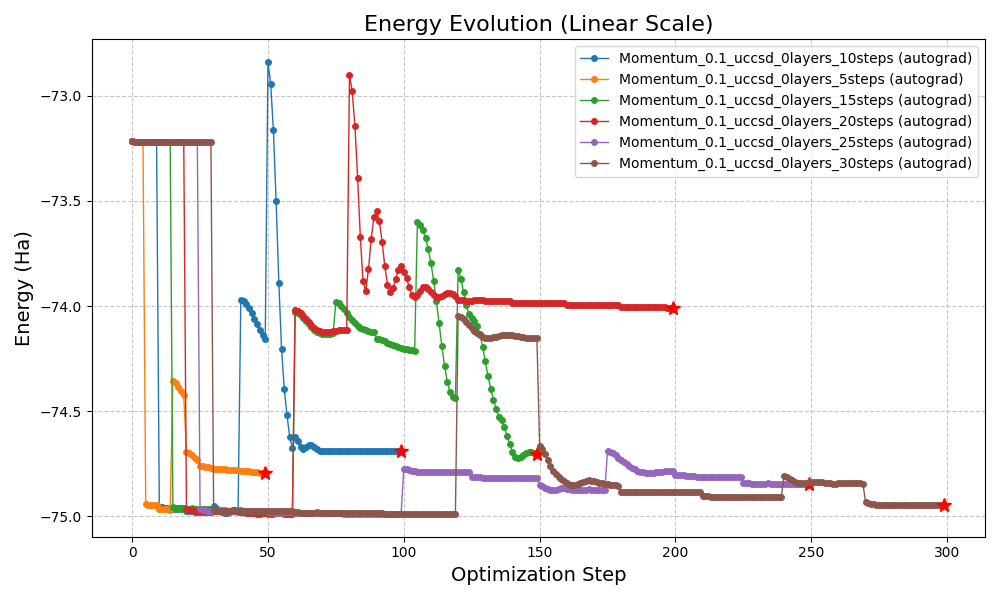 Energy Evolution (Linear Scale)
Momentum_0.1_uccsd_0layers_10steps (autograd)
Momentum_0.1_uccsd_0layers_5steps (autograd)
Momentum_0.1_uccsd_0layers_15steps (autograd)
Momentum_0.1_uccsd_0layers_20steps (autograd)
Momentum_0.1_uccsd_0layers_25steps (autograd)
Momentum_0.1_uccsd_0layers_30steps (autograd)
Energy (Ha)
−73.0
−73.5
−74.0
−74.5
−75.0
0 50 100 150 200 250 300
Optimization Step